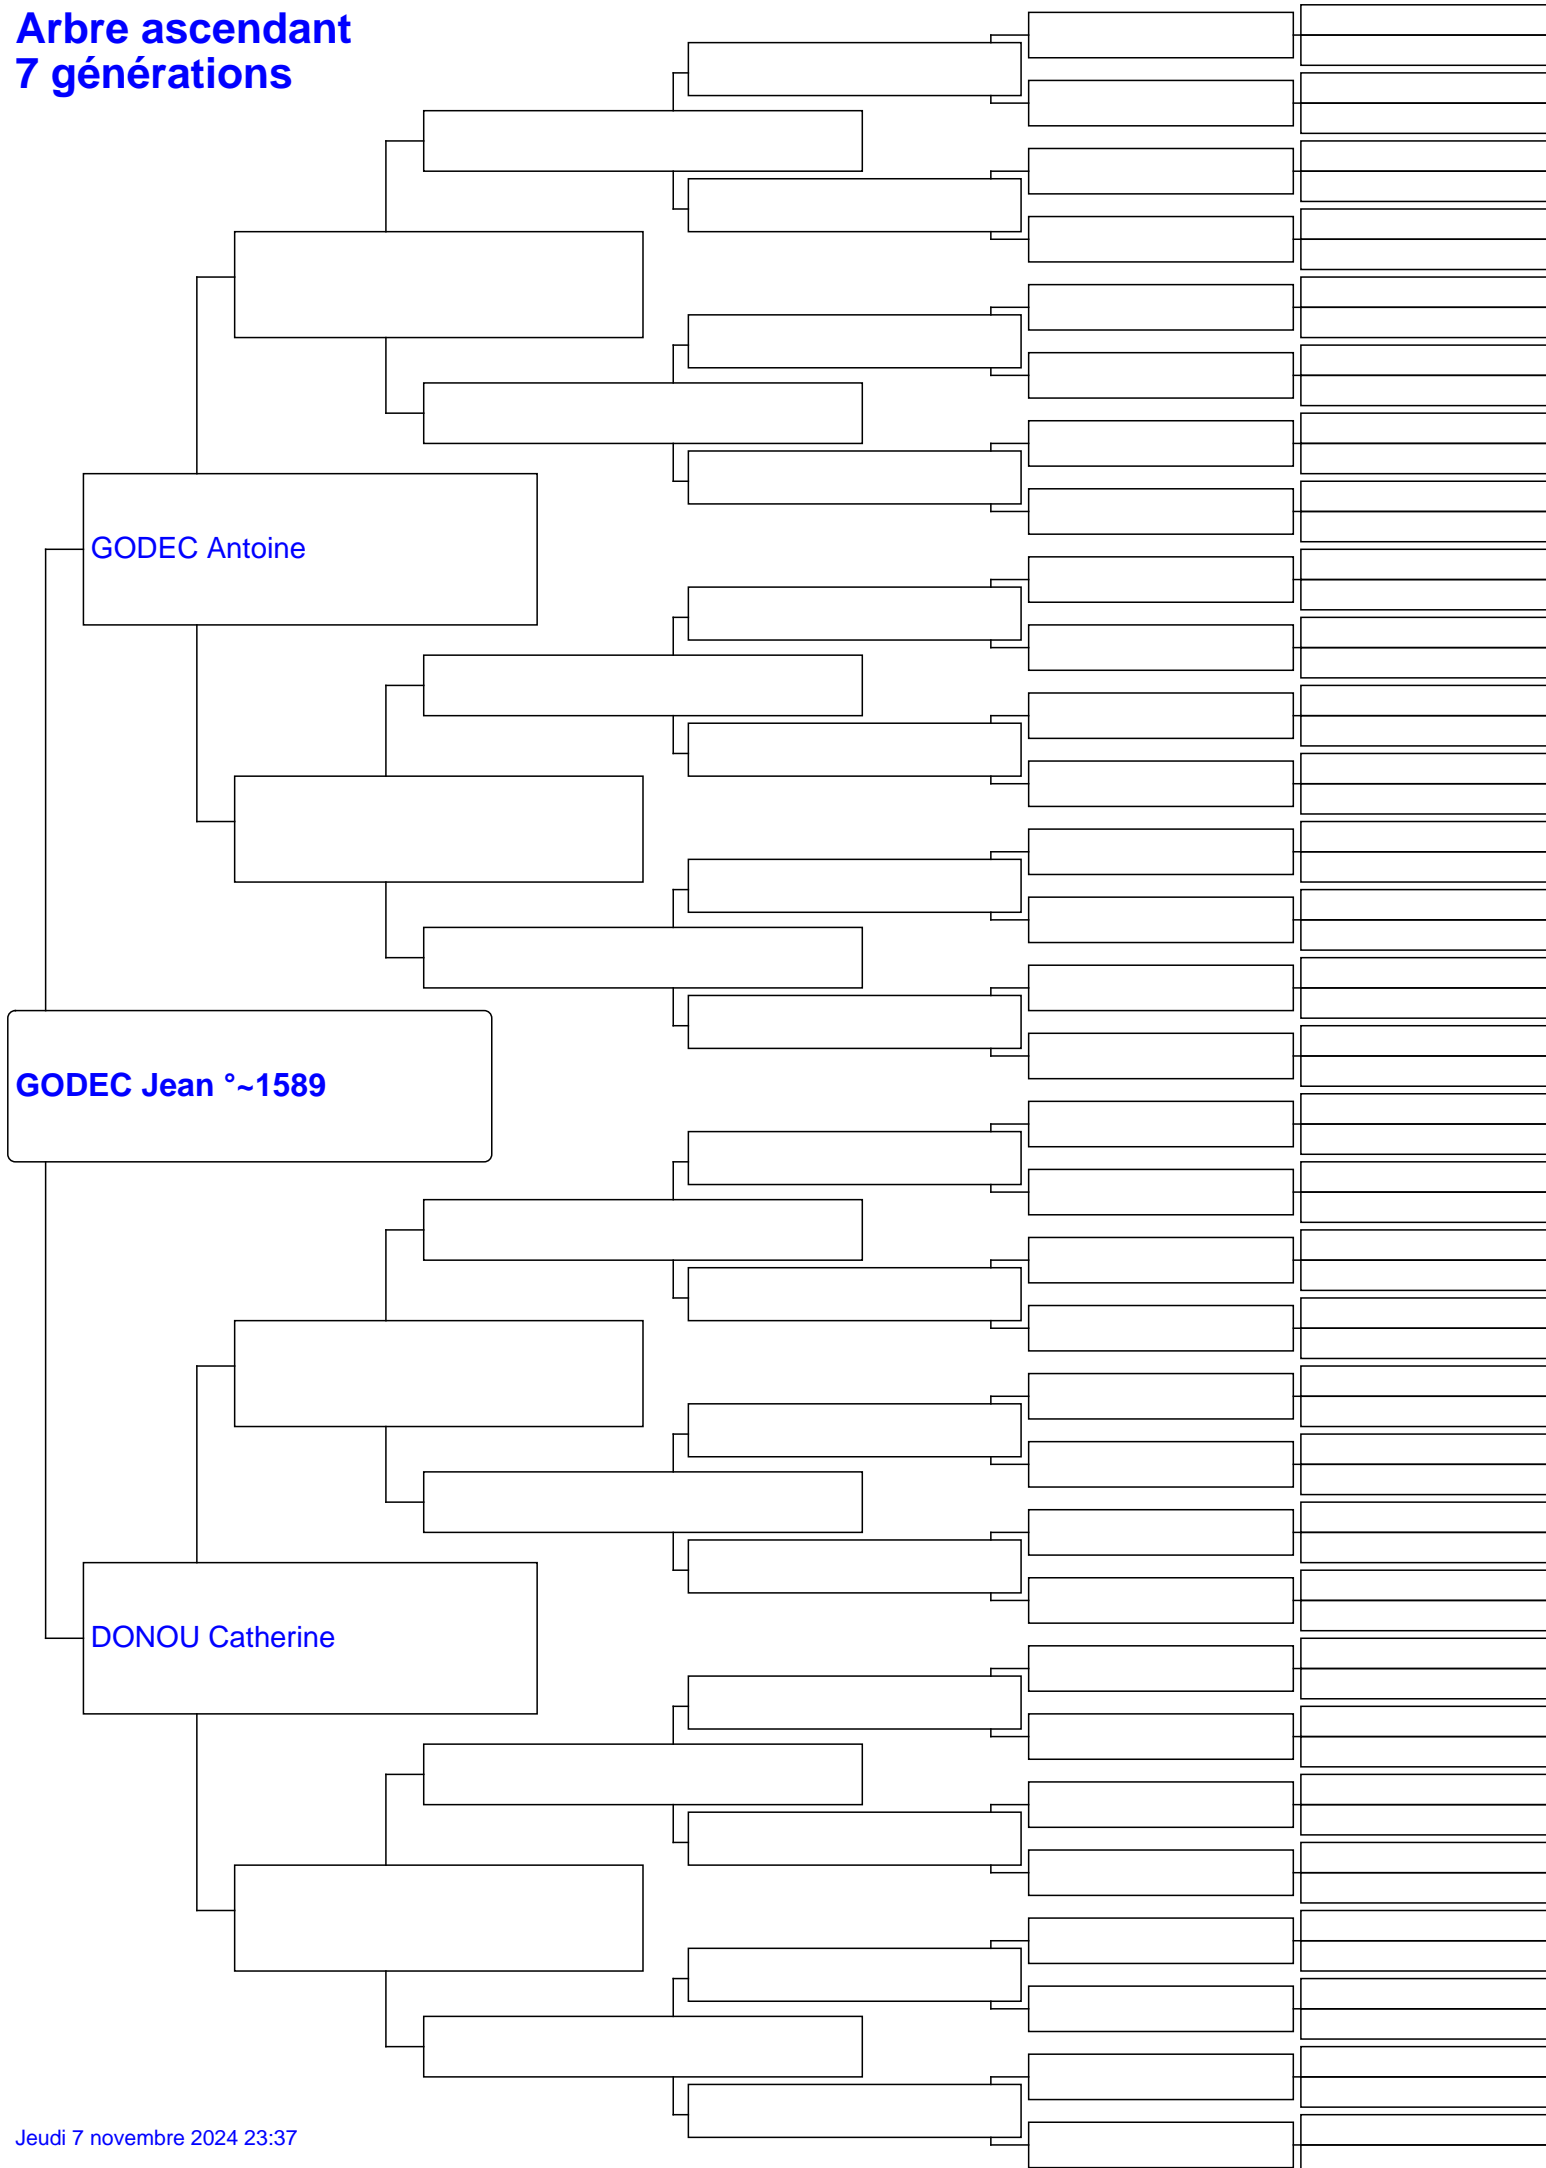 Arbre ascendant
7 générations
GODEC Antoine
GODEC Jean °~1589
DONOU Catherine
Jeudi 7 novembre 2024 23:37